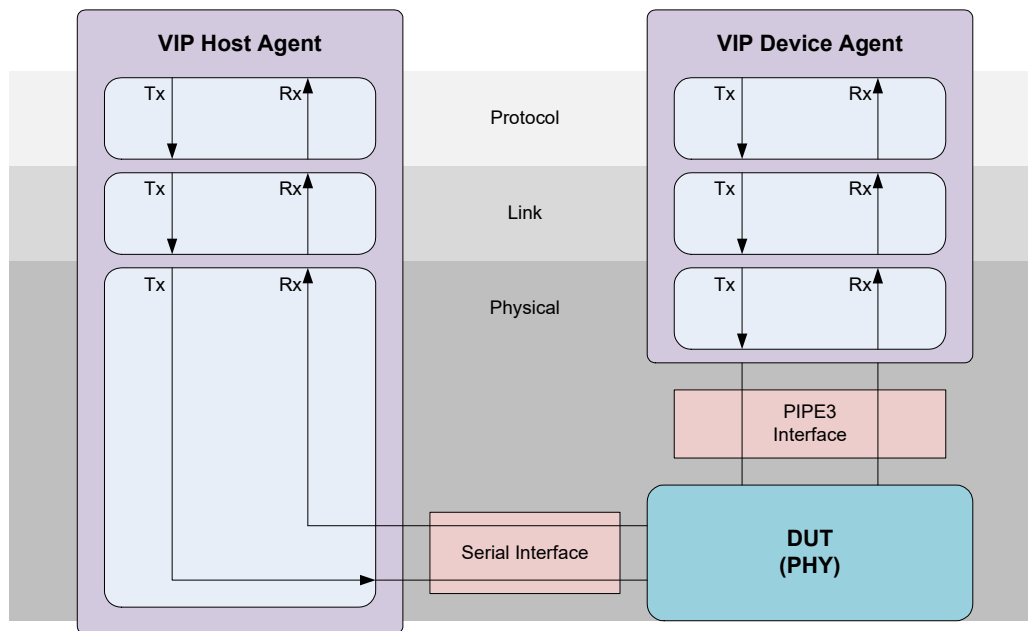 VIP Host Agent
VIP Device Agent
Tx
Rx
Protocol
Tx
Rx
Tx
Rx
Link
Tx
Rx
Tx
Rx
Physical
Tx
Rx
PIPE3
Interface
Serial Interface
DUT
(PHY)